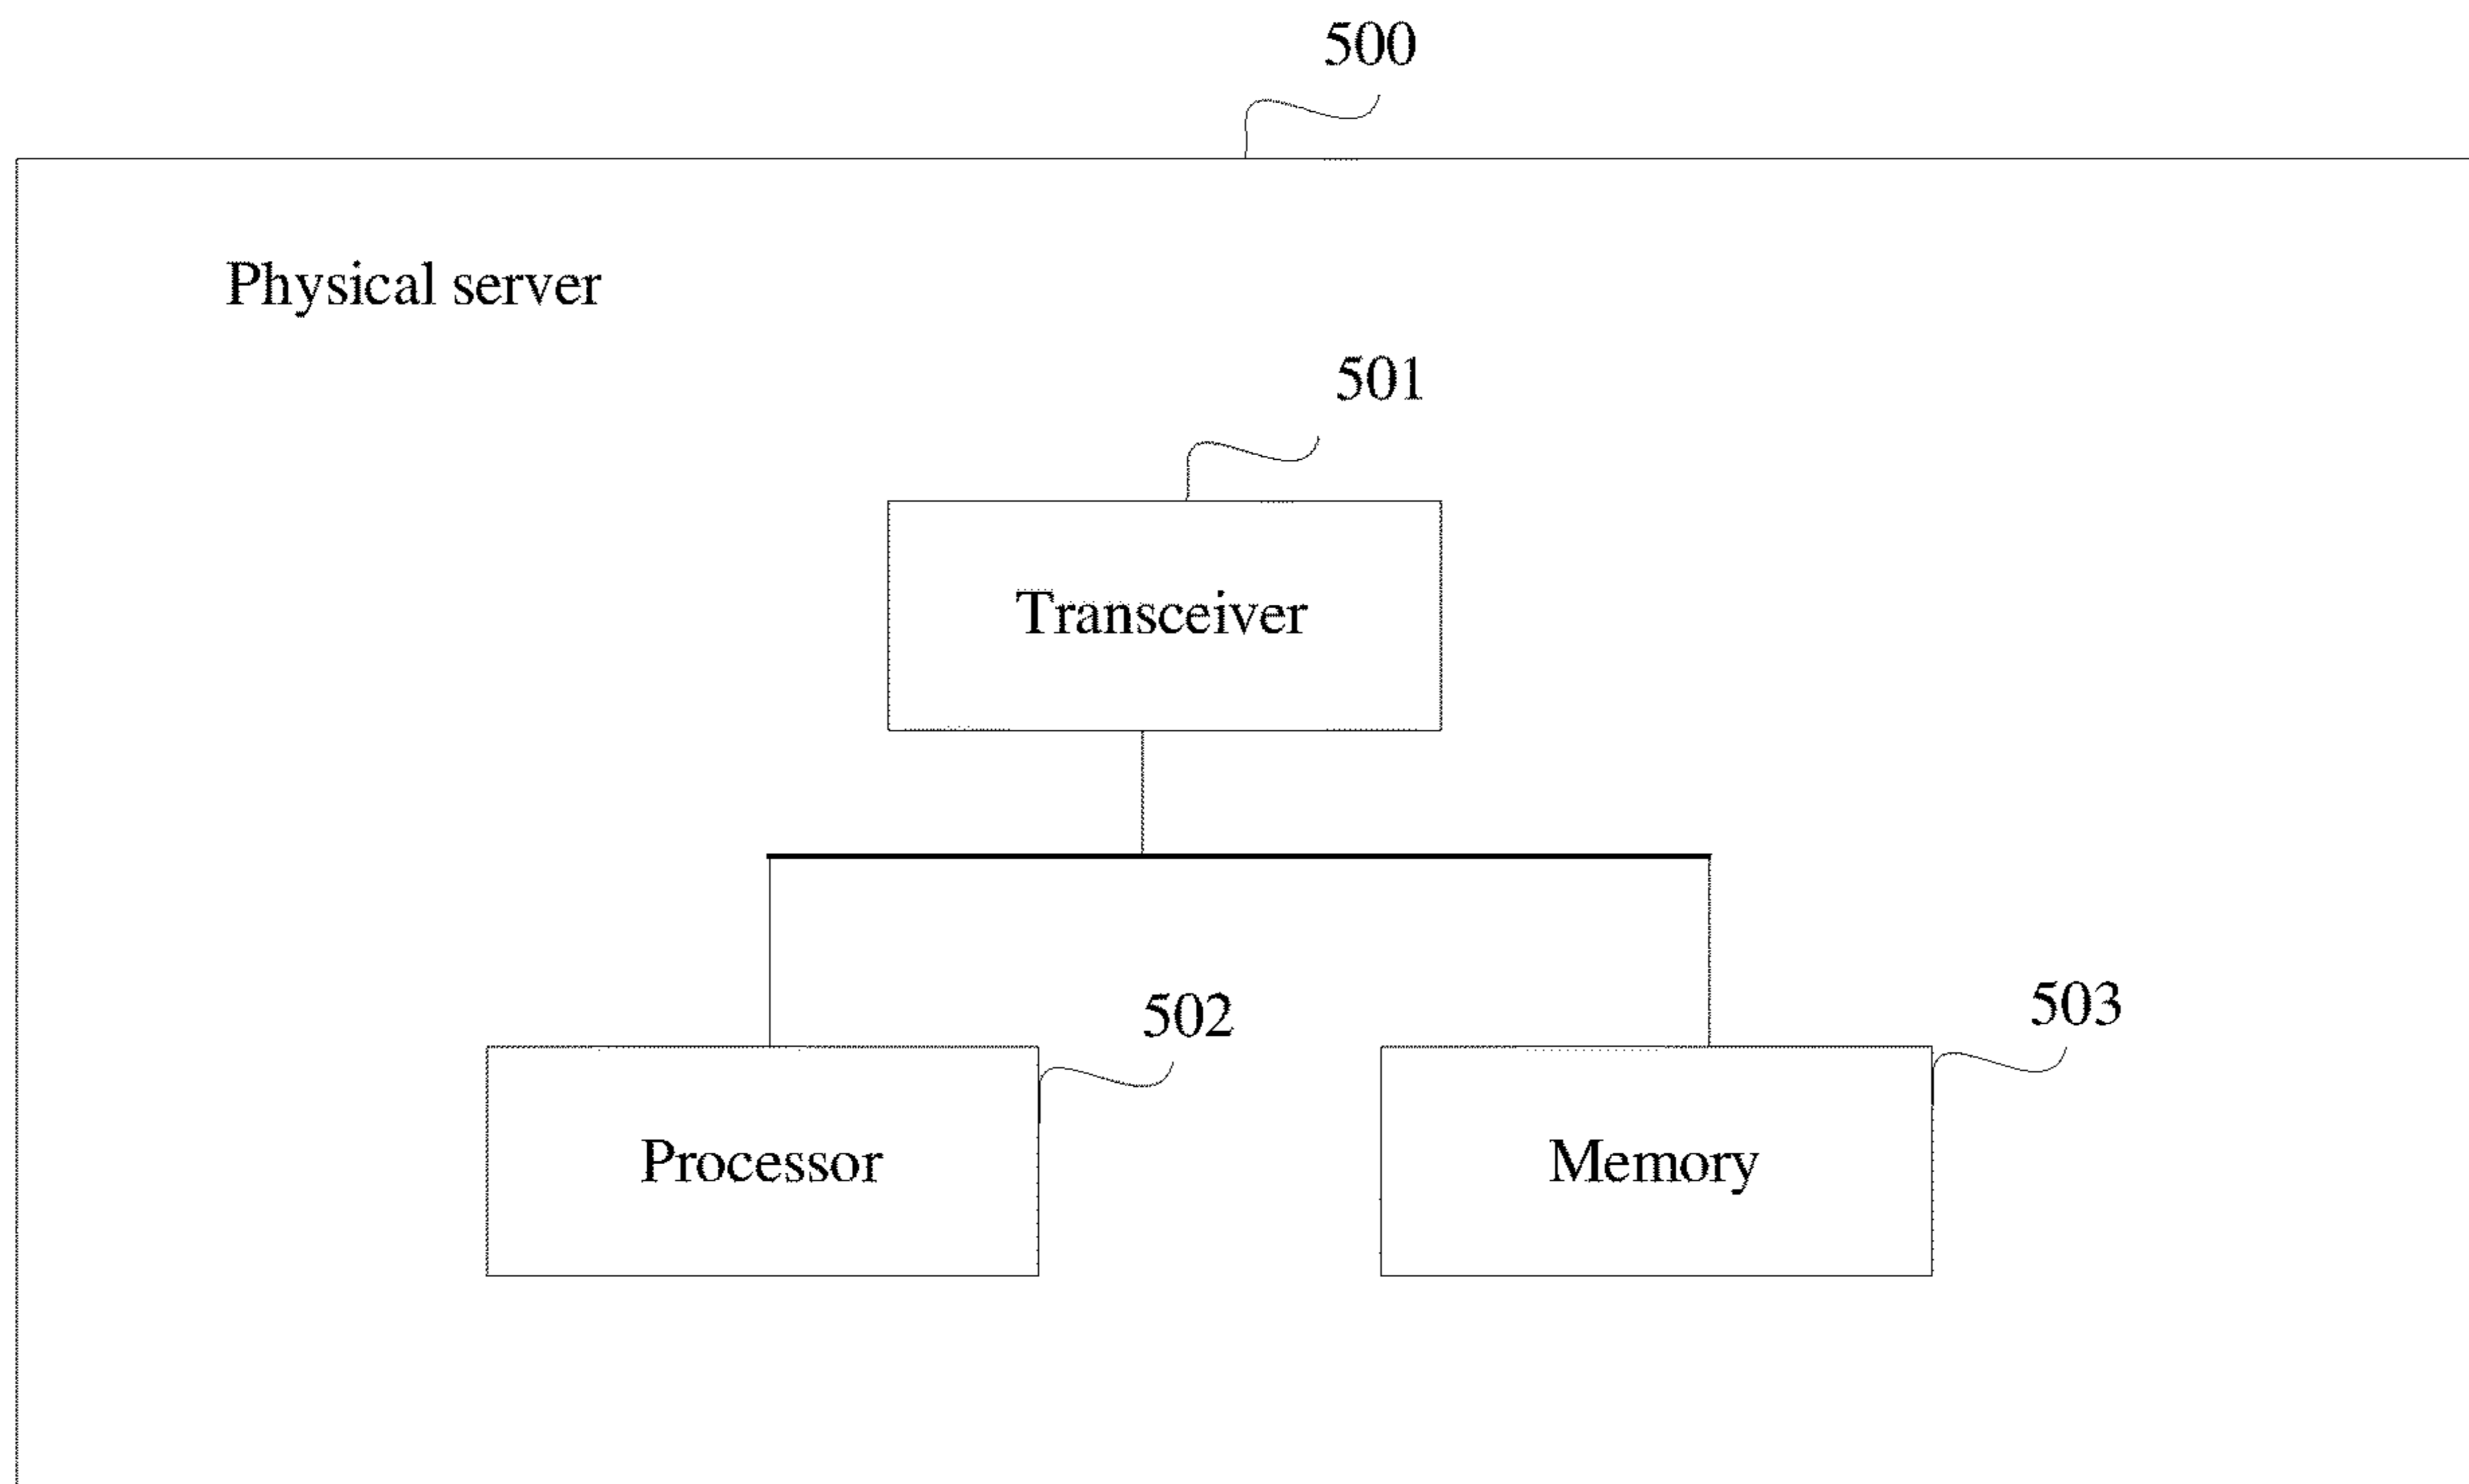 500
Physical server
501
Transceiver
502
503
Processor
Memory